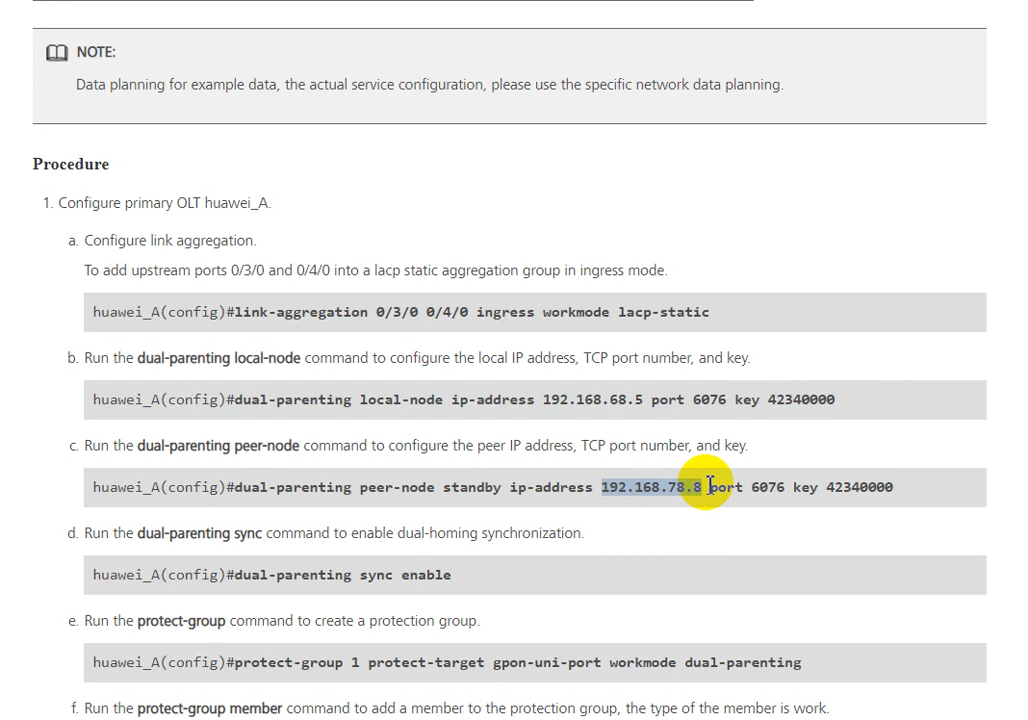 NOTE:
Data planning for example data, the actual service configuration, please use the specific network data planning.
Procedure
1. Configure primary OLT huawei_A.
a. Configure link aggregation.
To add upstream ports 0/3/0 and 0/4/0 into a lacp static aggregation group in ingress mode.
huawei_A(config)#link-aggregation 0/3/0 0/4/0 ingress workmode lacp-static
b. Run the dual-parenting local-node command to configure the local IP address, TCP port number, and key.
huawei_A(config)#dual-parenting local-node ip-address 192.168.68.5 port 6076 key 42340000
c. Run the dual-parenting peer-node command to configure the peer IP address, TCP port number, and key.
huawei_A(config)#dual-parenting peer-node standby ip-address 192.168.78.8 port 6076 key 42340000
d. Run the dual-parenting sync command to enable dual-homing synchronization.
huawei_A(config)#dual-parenting sync enable
e. Run the protect-group command to create a protection group.
huawei_A(config)#protect-group 1 protect-target gpon-uni-port workmode dual-parenting
f. Run the protect-group member command to add a member to the protection group, the type of the member is work.